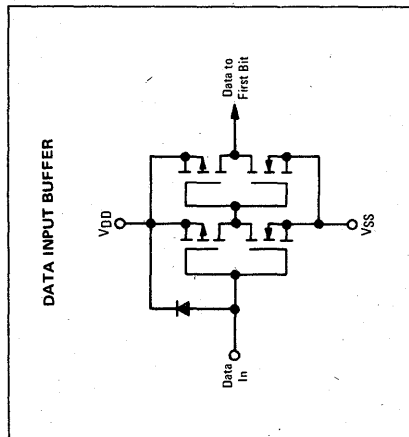 DATA INPUT BUFFER
VDD
Data
In
Data to
First Bit
VSS